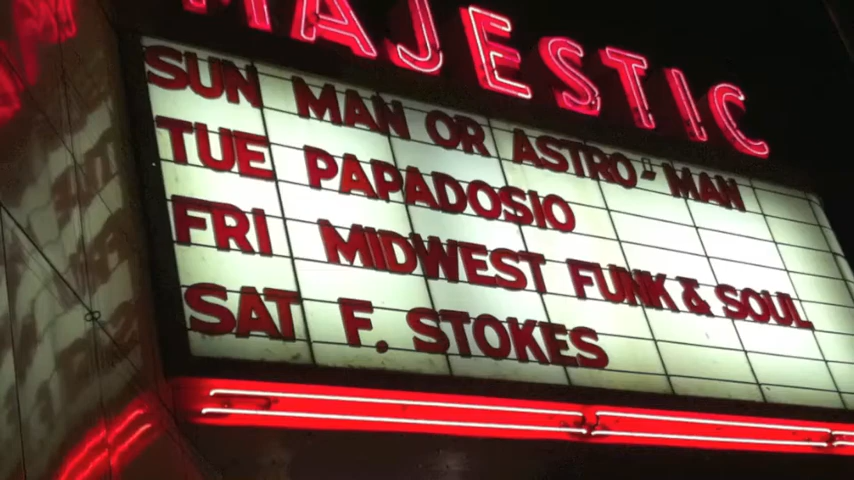 MAJESTIC
SUN MAN OR ASTRO-MAN
TUE PAPADOSIO
FRI MIDWEST FUNK & SOUL
SAT F. STOKES